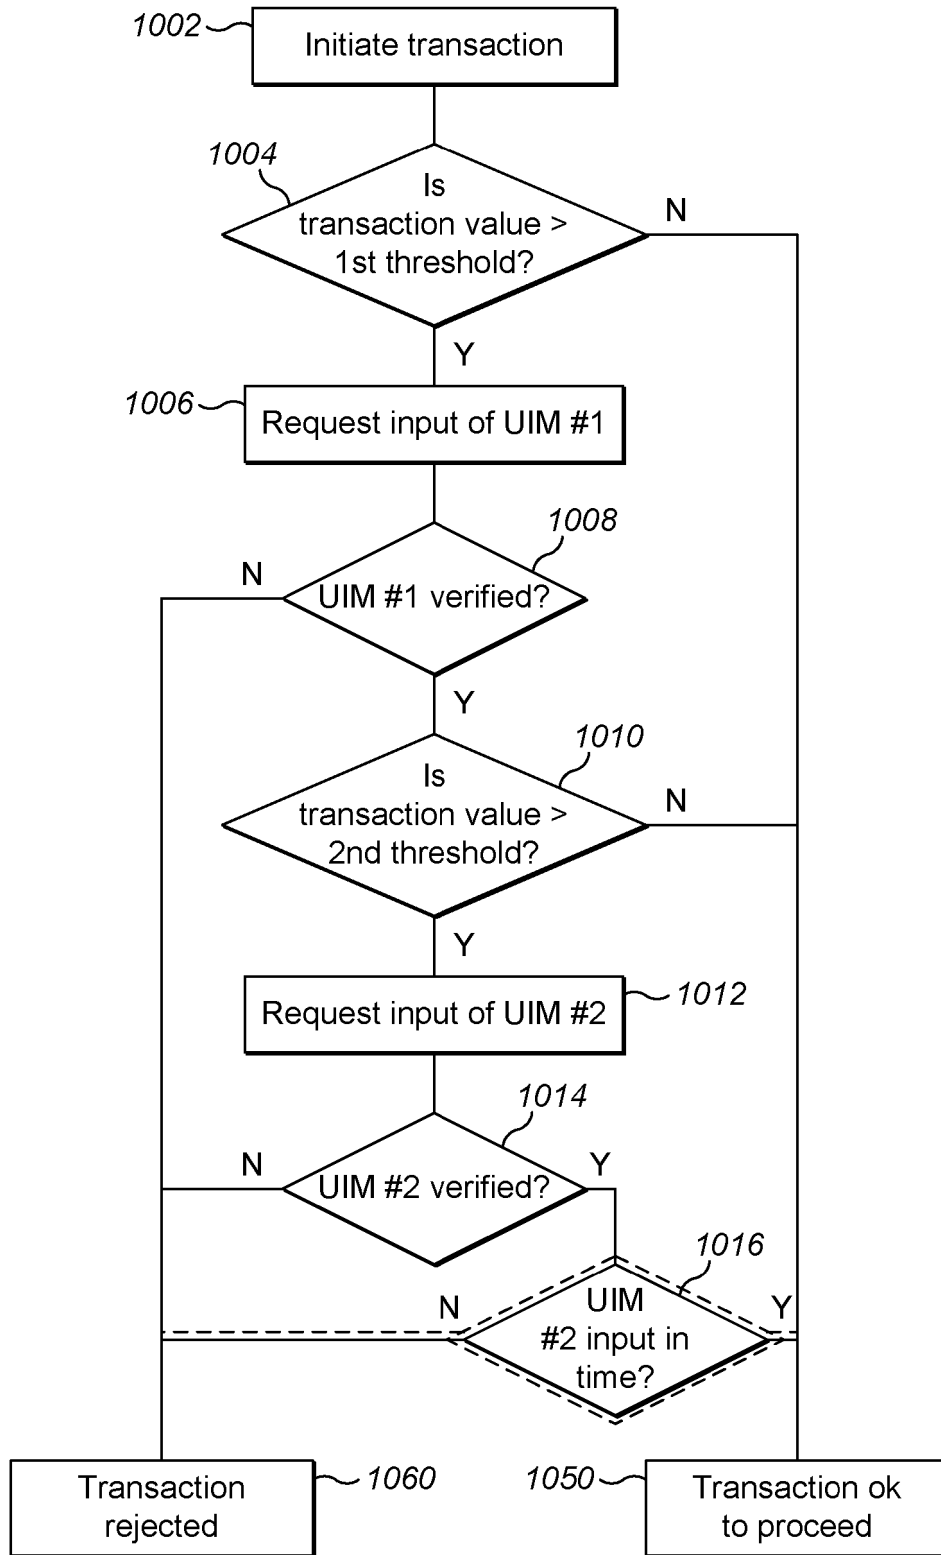 1002
Initiate transaction
1004
Is
transaction value >
1st threshold?
N
Y
1006
Request input of UIM #1
1008
N
UIM #1 verified?
Y
1010
Is
transaction value >
2nd threshold?
N
Y
Request input of UIM #2
1012
1014
N
UIM #2 verified?
Y
1016
N
UIM
#2 input in
time?
Y
Transaction
rejected
1060
1050
Transaction ok
to proceed